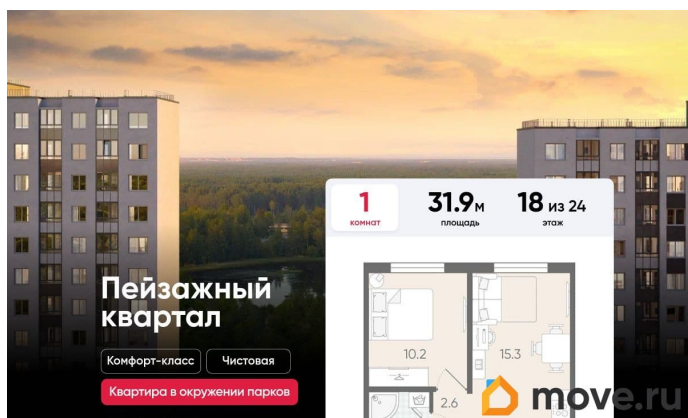 1
комнат
31.9м
площадь
18 из 24
этаж
Пейзажный
квартал
Комфорт-класс
Чистовая
Квартира в окружении парков
10.2
15.3
2.6
move.ru